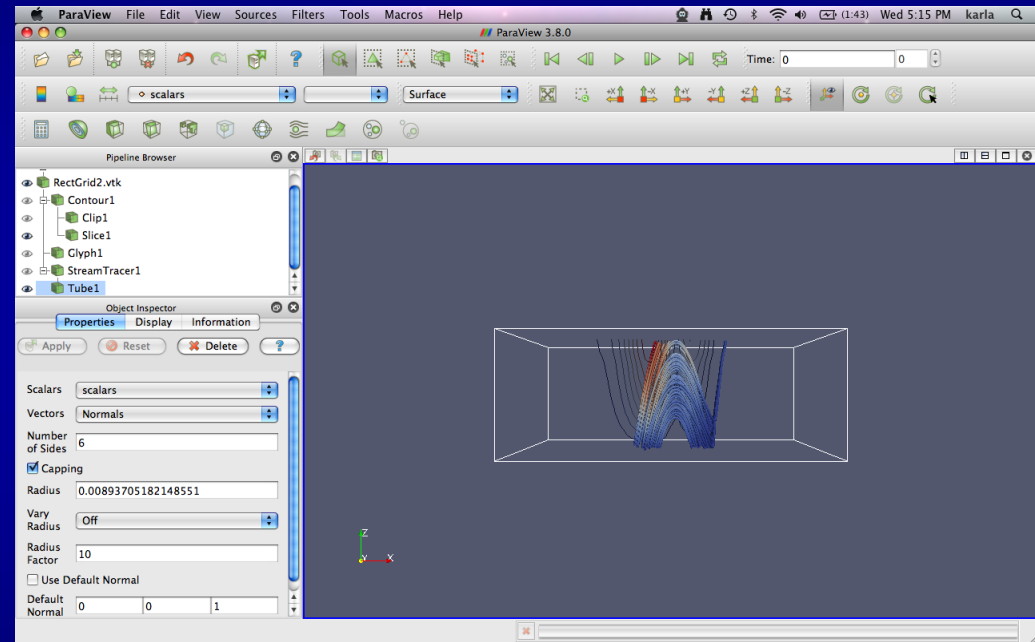 ParaView File Edit View Sources Filters Tools Macros Help (1:43) Wed 5:15 PM karla
ParaView 3.8.0
Time: 0 0
scalars Surface +X -X +Y -Y +Z -Z
Pipeline Browser
RectGrid2.vtk
Contour1
Clip1
Slice1
Glyph1
StreamTracer1
Tube1
Object Inspector
Properties Display Information
Apply Reset Delete ?
Scalars scalars
Vectors Normals
Number
of Sides 6
Capping
Radius 0.00893705182148551
Vary
Radius Off
Radius
Factor 10
Use Default Normal
Default
Normal 0 0 1
Z
Y X